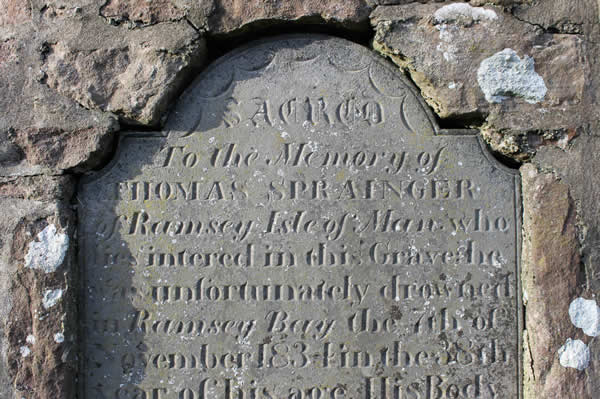 SACRED
To the Memory of
THOMAS SPRAINGER
of Ramsey Isle of Man. who
lies intered in this Grave: he
was unfortunately drowned
in Ramsey Bay the 7th of
November 1834 in the
year of his age. His Body